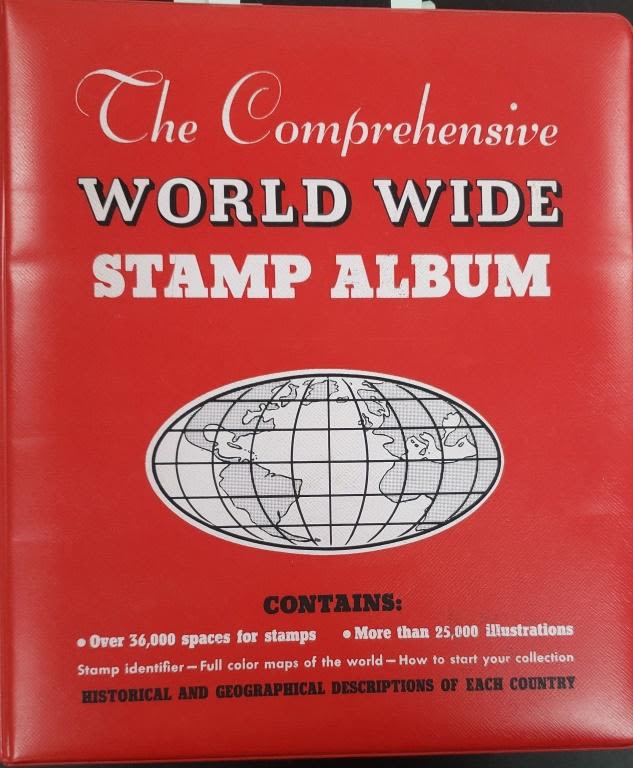 The Comprehensive
WORLD WIDE
STAMP ALBUM
CONTAINS:
• Over 36,000 spaces for stamps • More than 25,000 illustrations
Stamp identifier — Full color maps of the world — How to start your collection
HISTORICAL AND GEOGRAPHICAL DESCRIPTIONS OF EACH COUNTRY